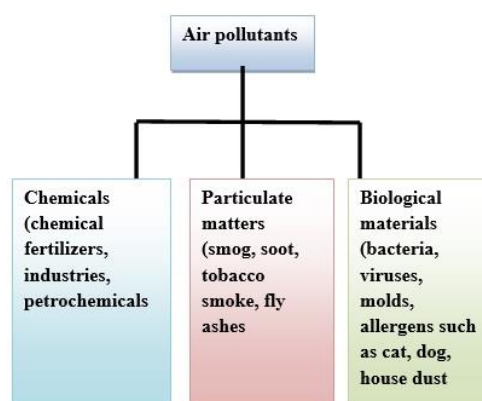 Air pollutants
Chemicals
(chemical
fertilizers,
industries,
petrochemicals
Particulate
matters
(smog, soot,
tobacco
smoke, fly
ashes
Biological
materials
(bacteria,
viruses,
molds,
allergens such
as cat, dog,
house dust